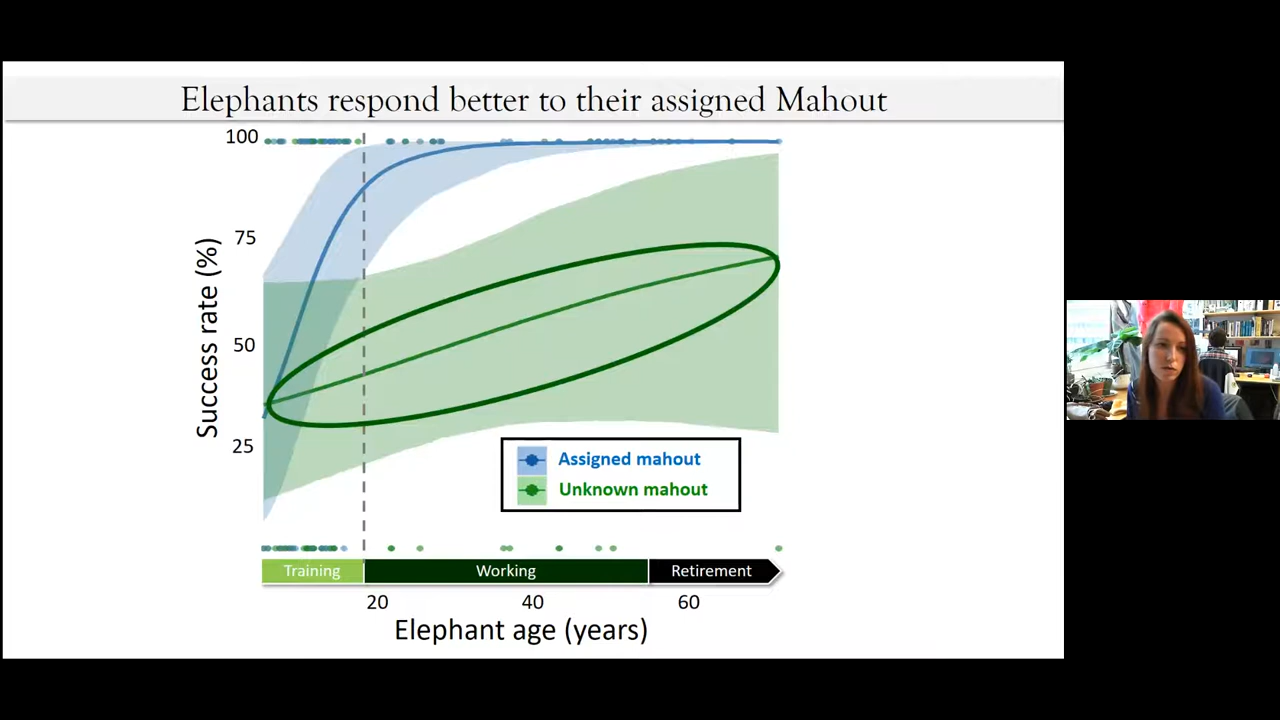 Elephants respond better to their assigned Mahout
100
75
50
25
Success rate (%)
Assigned mahout
Unknown mahout
Training Working Retirement
20 40 60
Elephant age (years)